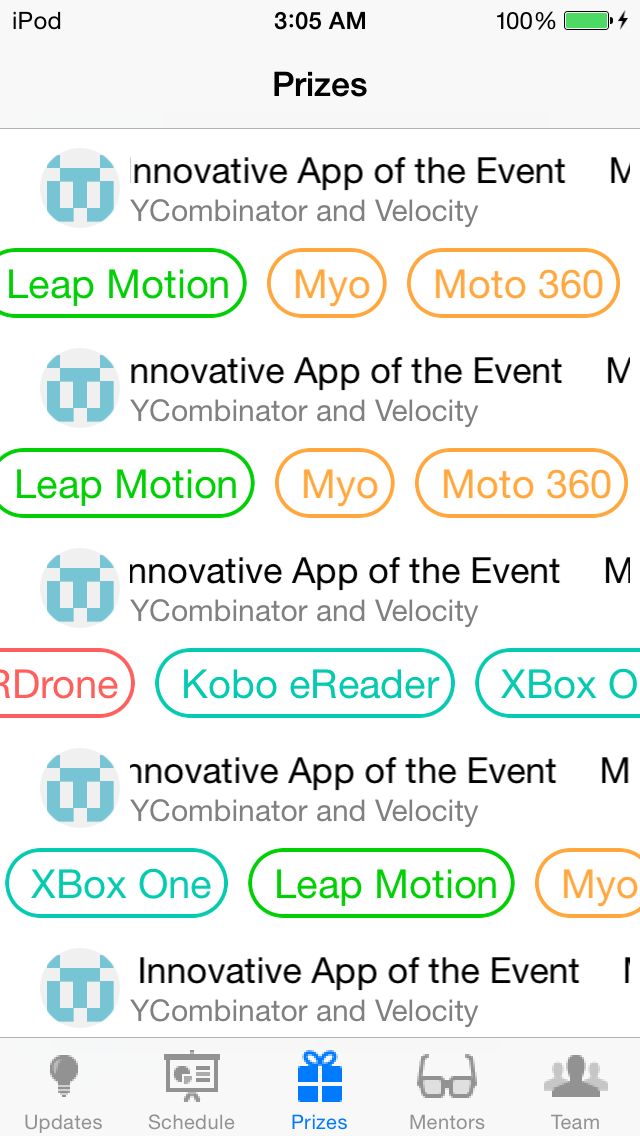 iPod 3:05 AM 100%
Prizes
Innovative App of the Event M
YCombinator and Velocity
Leap Motion Myo Moto 360
nnovative App of the Event M
YCombinator and Velocity
Leap Motion Myo Moto 360
nnovative App of the Event M
YCombinator and Velocity
RDrone Kobo eReader XBox O
nnovative App of the Event M
YCombinator and Velocity
XBox One Leap Motion Myo
Innovative App of the Event
YCombinator and Velocity
Updates Schedule Prizes Mentors Team